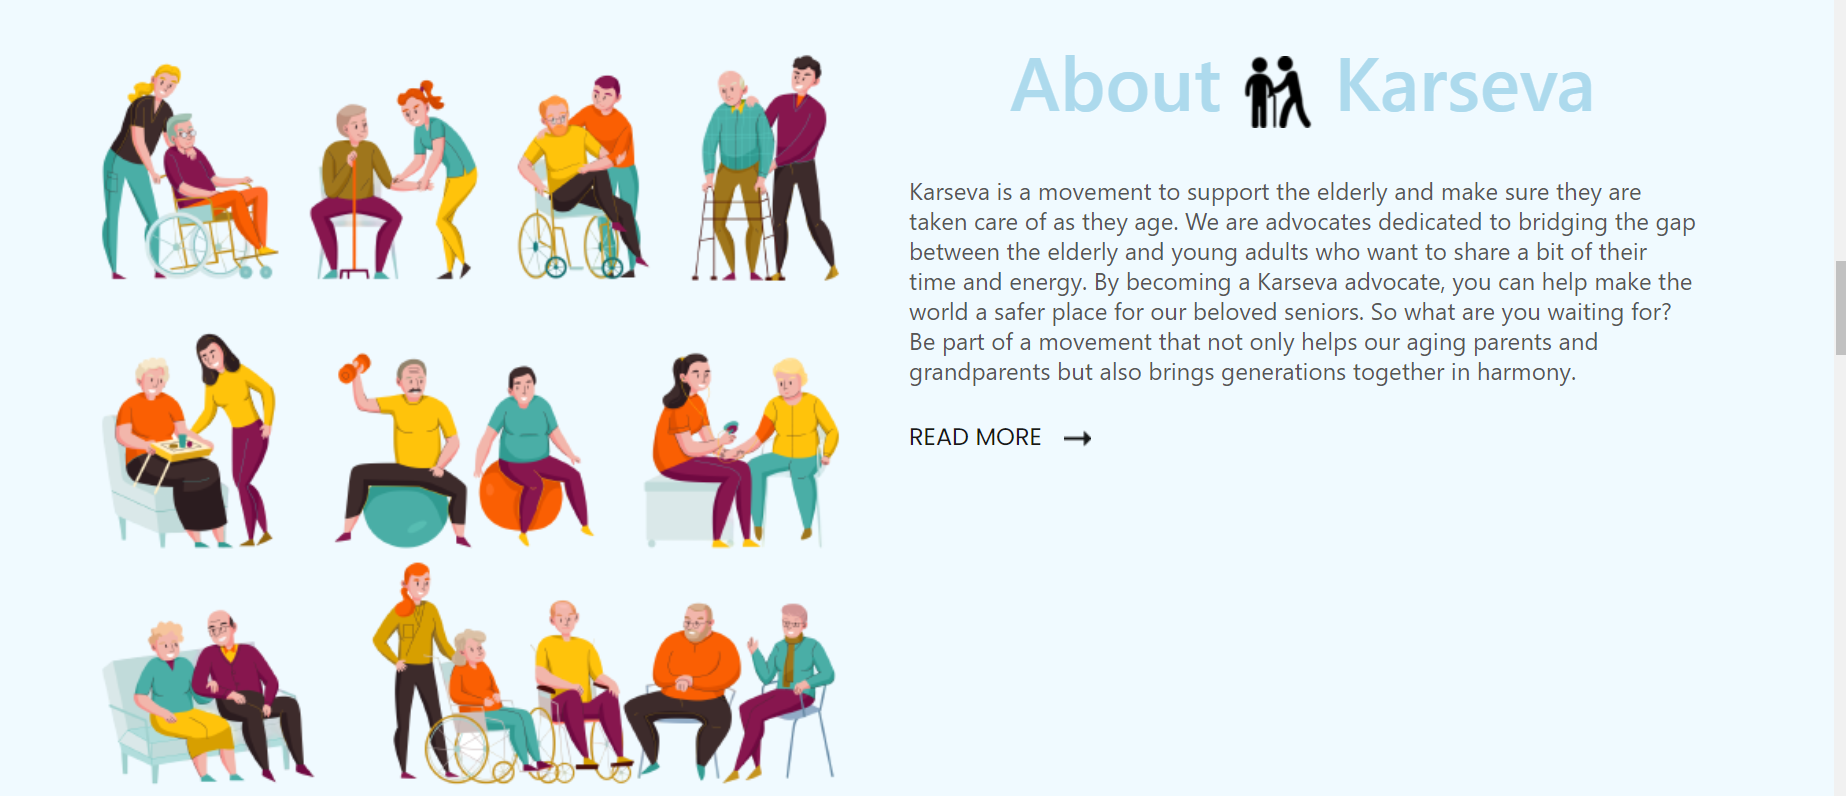 About Karseva
Karseva is a movement to support the elderly and make sure they are
taken care of as they age. We are advocates dedicated to bridging the gap
between the elderly and young adults who want to share a bit of their
time and energy. By becoming a Karseva advocate, you can help make the
world a safer place for our beloved seniors. So what are you waiting for?
Be part of a movement that not only helps our aging parents and
grandparents but also brings generations together in harmony.
READ MORE